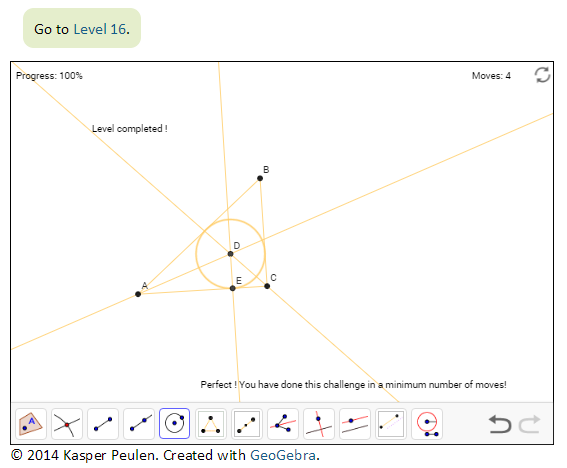 Go to Level 16.
Progress: 100%
Moves: 4
Level completed !
B
D
A
E
C
Perfect ! You have done this challenge in a minimum number of moves!
A
© 2014 Kasper Peulen. Created with GeoGebra.